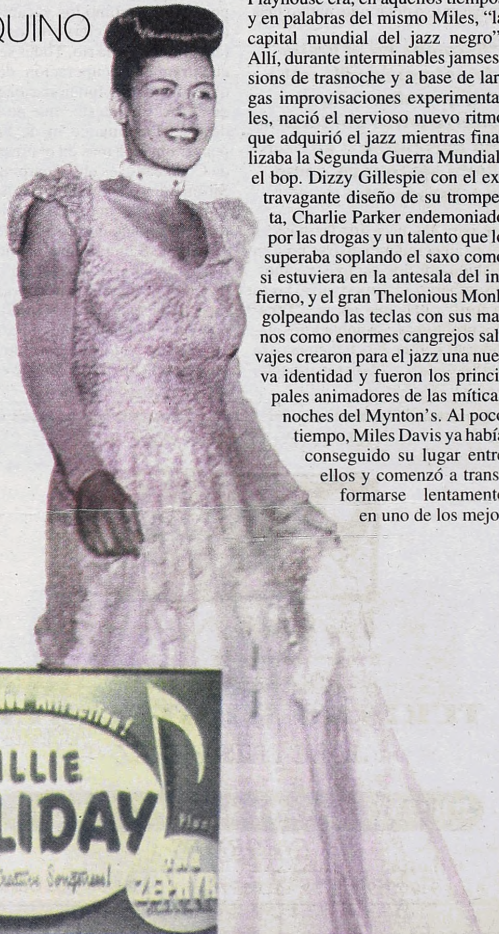 QUINO
Playhouse era, en aquellos tiempos
y en palabras del mismo Miles, “la
capital mundial del jazz negro”
Allí, durante interminables jamses
sions de trasnoche y a base de lar
gas improvisaciones experimenta
les, nació el nervioso nuevo ritmo
que adquirió el jazz mientras fina
lizaba la Segunda Guerra Mundial
el bop. Dizzy Gillespie con el ex
travagante diseño de su trompe
ta, Charlie Parker endemoniado
por las drogas y un talento que lo
superaba soplando el saxo como
si estuviera en la antesala del in
fierno, y el gran Thelonious Monk
golpeando las teclas con sus ma
nos como enormes cangrejos sal
vajes crearon para el jazz una nue
va identidad y fueron los princi
pales animadores de las mítica
noches del Mynton's. Al poco
tiempo, Miles Davis ya había
conseguido su lugar entre
ellos y comenzó a trans
formarse lentamente
en uno de los mejo
Attraction!
LLIE
LIDAY
Creative Songstress!
Plus!
THE
ZEPHYR